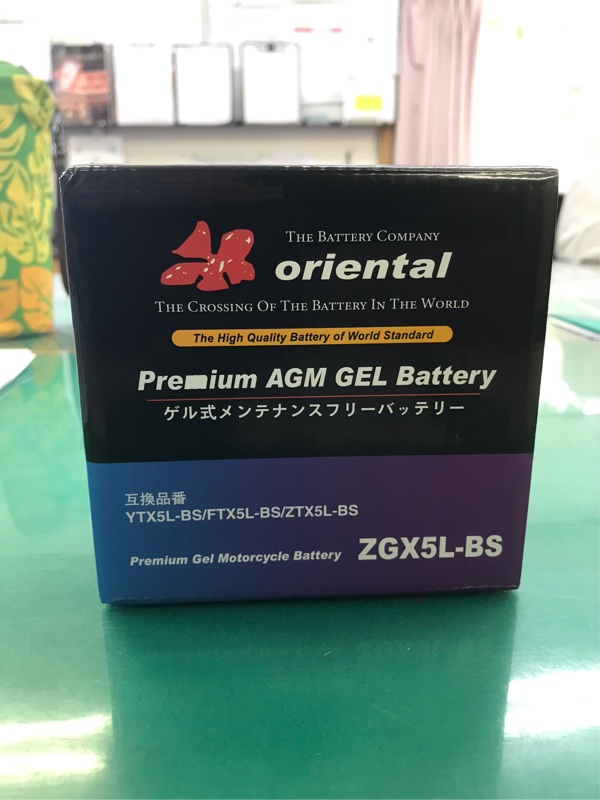 THE BATTERY COMPANY
oriental
THE CROSSING OF THE BATTERY IN THE WORLD
The High Quality Battery of World Standard
Premium AGM GEL Battery
ゲル式メンテナンスフリーバッテリー
互換品番
YTX5L-BS/FTX5L-BS/ZTX5L-BS
Premium Gel Motorcycle Battery ZGX5L-BS